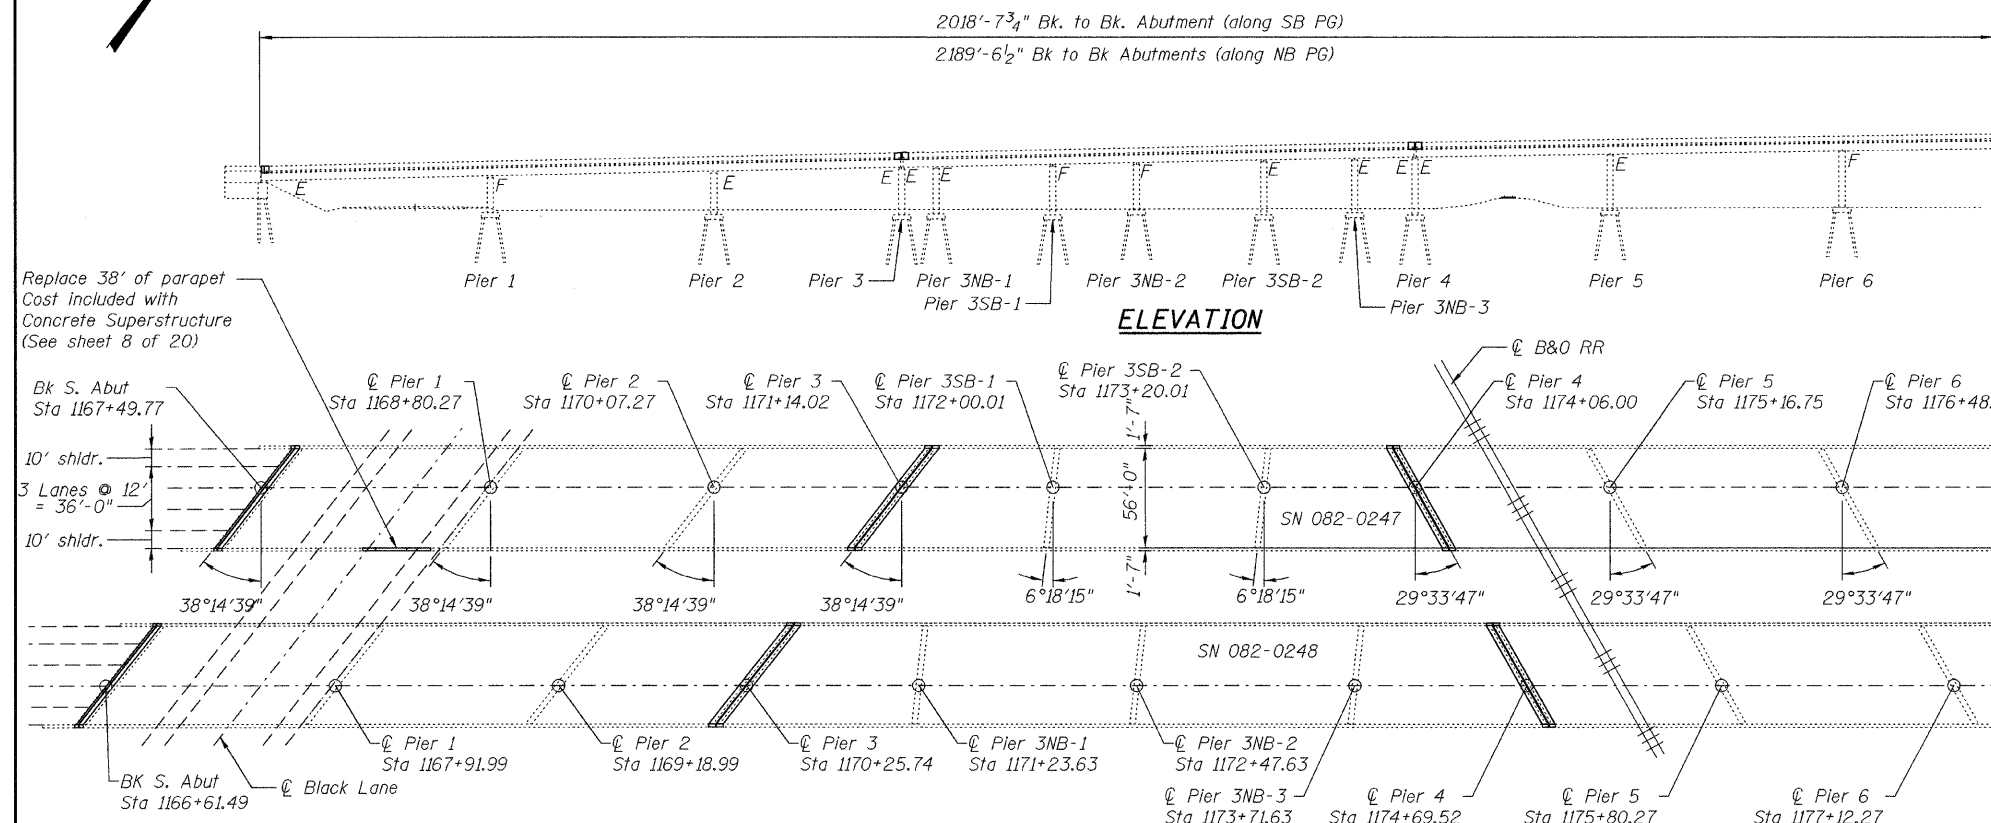 2018'-7 3/4" Bk. to Bk. Abutment (along SB PG)
2189'-6 1/2" Bk to Bk Abutments (along NB PG)
E
F
E
E
E
E
F
F
E
E
E
E
E
F
Replace 38' of parapet
Cost included with
Concrete Superstructure
(See sheet 8 of 20)
Pier 1
Pier 2
Pier 3
Pier 3NB-1
Pier 3SB-1
Pier 3NB-2
Pier 3SB-2
Pier 4
Pier 3NB-3
Pier 5
Pier 6
ELEVATION
Bk S. Abut
Sta 1167+49.77
℄ Pier 1
Sta 1168+80.27
℄ Pier 2
Sta 1170+07.27
℄ Pier 3
Sta 1171+14.02
℄ Pier 3SB-1
Sta 1172+00.01
℄ Pier 3SB-2
Sta 1173+20.01
℄ B&O RR
℄ Pier 4
Sta 1174+06.00
℄ Pier 5
Sta 1175+16.75
℄ Pier 6
Sta 1176+48.
10' shldr.
3 Lanes @ 12'
= 36'-0"
10' shldr.
1'-7"
56'-0"
1'-7"
SN 082-0247
38°14'39"
38°14'39"
38°14'39"
38°14'39"
6°18'15"
6°18'15"
29°33'47"
29°33'47"
29°33'47"
SN 082-0248
BK S. Abut
Sta 1166+61.49
℄ Black Lane
℄ Pier 1
Sta 1167+91.99
℄ Pier 2
Sta 1169+18.99
℄ Pier 3
Sta 1170+25.74
℄ Pier 3NB-1
Sta 1171+23.63
℄ Pier 3NB-2
Sta 1172+47.63
℄ Pier 3NB-3
Sta 1173+71.63
℄ Pier 4
Sta 1174+69.52
℄ Pier 5
Sta 1175+80.27
℄ Pier 6
Sta 1177+12.27